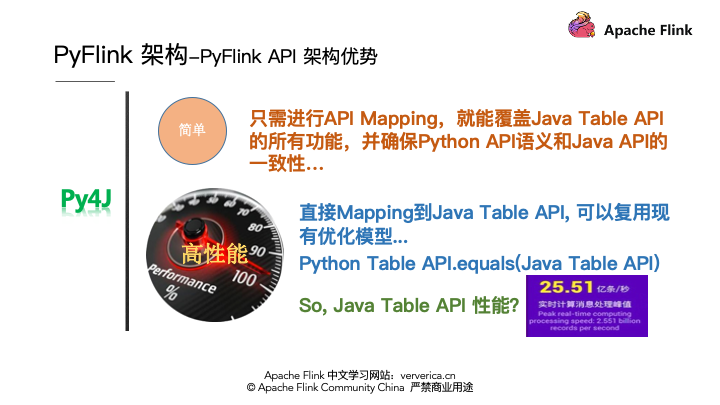 Apache Flink
PyFlink 架构-PyFlink API 架构优势
简单
只需进行API Mapping，就能覆盖Java Table API
的所有功能，并确保Python API语义和Java API的
一致性…
Py4J
40
60
70
80
90
100
高性能
Performance
%
直接Mapping到Java Table API, 可以复用现
有优化模型...
Python Table API.equals(Java Table API)
So, Java Table API 性能?
25.51 亿条/秒
实时计算消息处理峰值
Peak real-time computing
processing speed: 2.551 billion
records per second
Apache Flink 中文学习网站：ververica.cn
© Apache Flink Community China 严禁商业用途